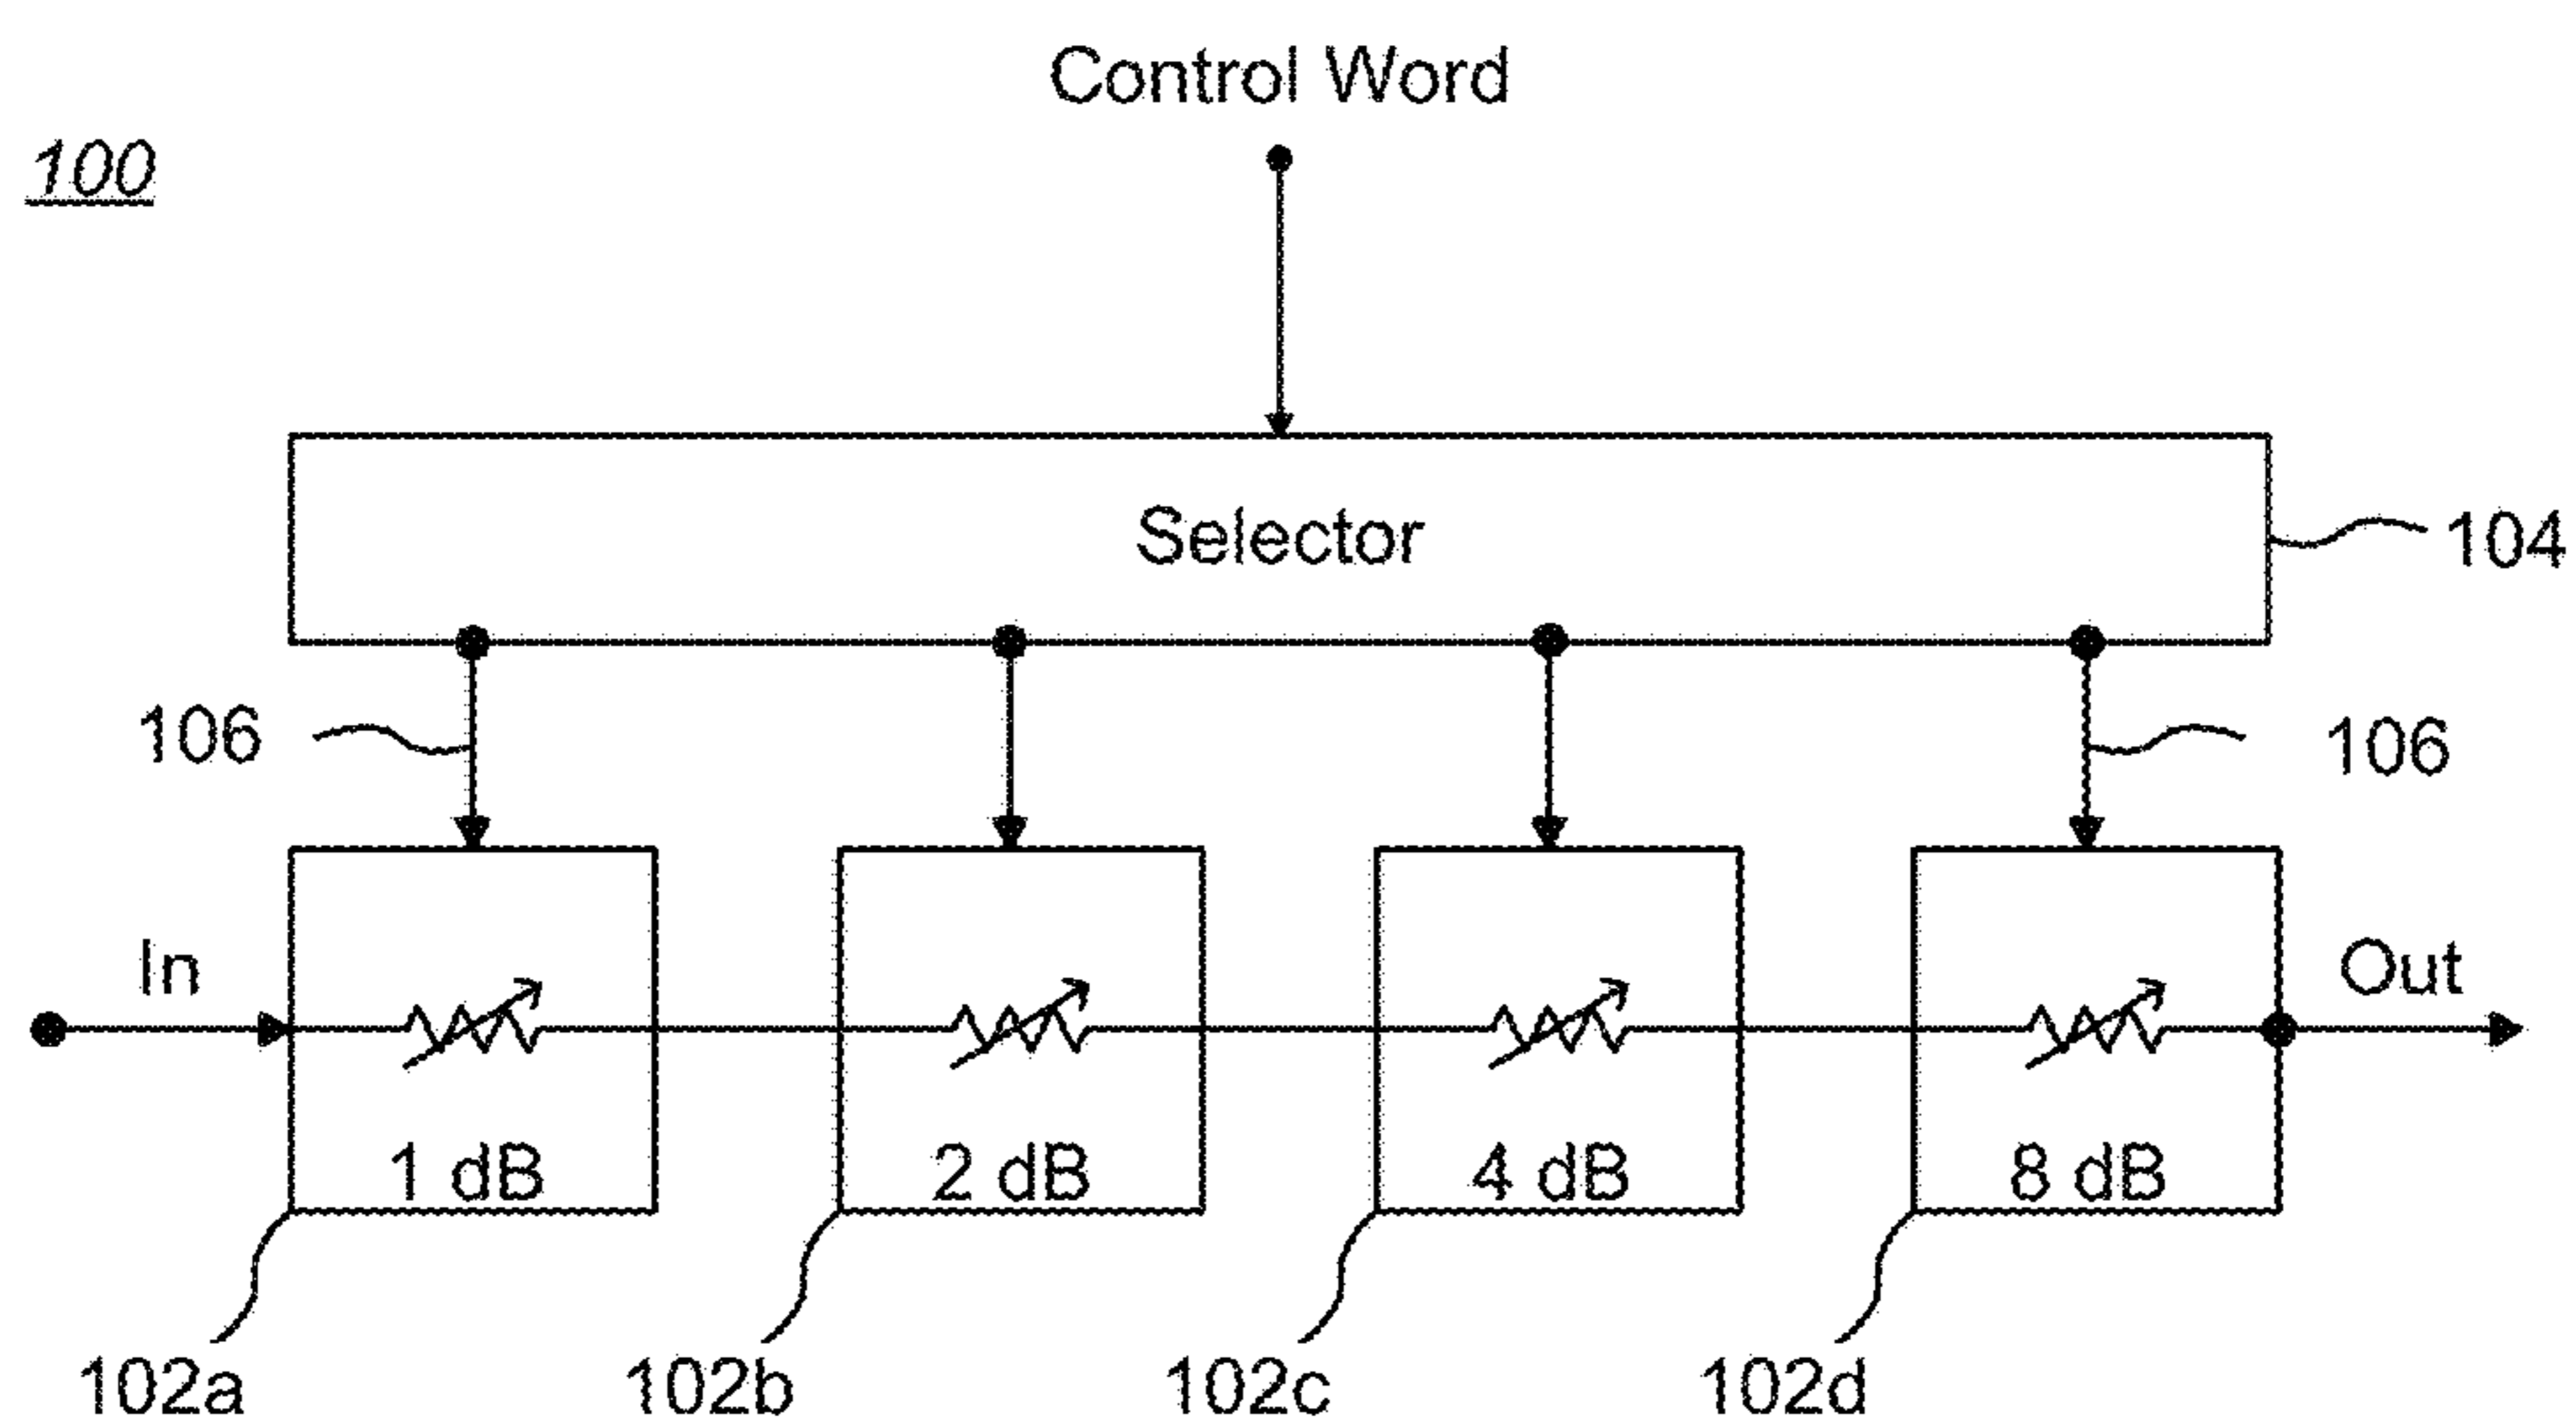 Control Word
100
Selector
104
106
106
In
Out
1 dB
2 dB
4 dB
8 dB
102a
102b
102c
102d